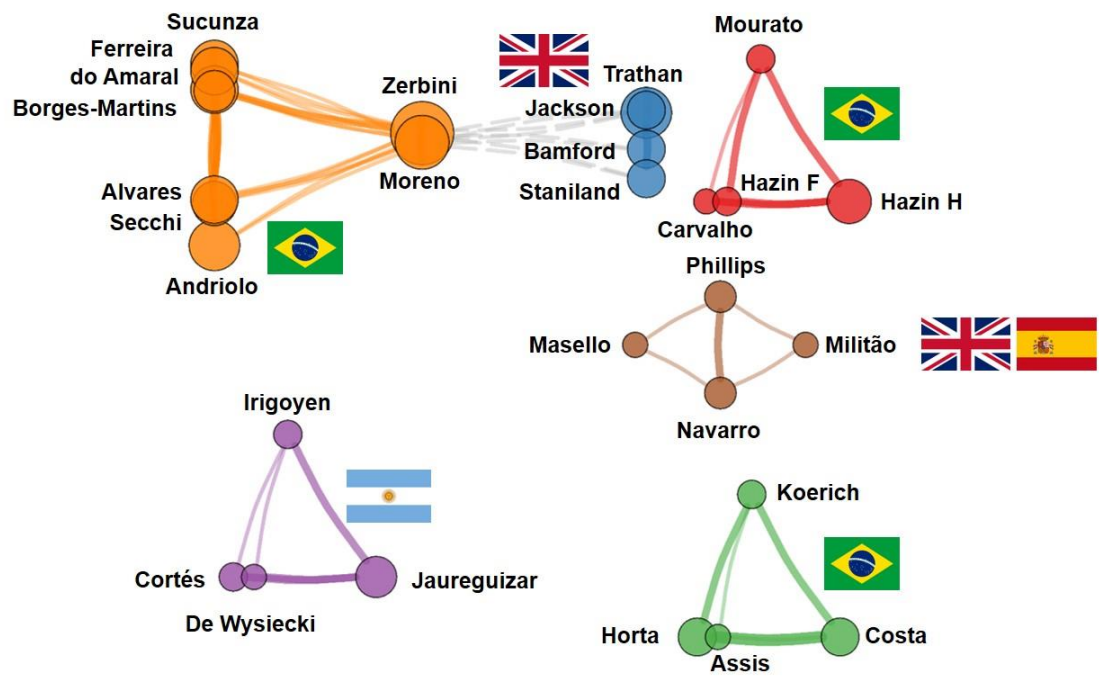 Sucunza
Ferreira
do Amaral
Borges-Martins
Alvares
Secchi
Andriolo
Zerbini
Moreno
Trathan
Jackson
Bamford
Staniland
Mourato
Hazin F
Hazin H
Carvalho
Phillips
Masello
Militão
Navarro
Irigoyen
Cortés
Jaureguizar
De Wysiecki
Koerich
Horta
Costa
Assis